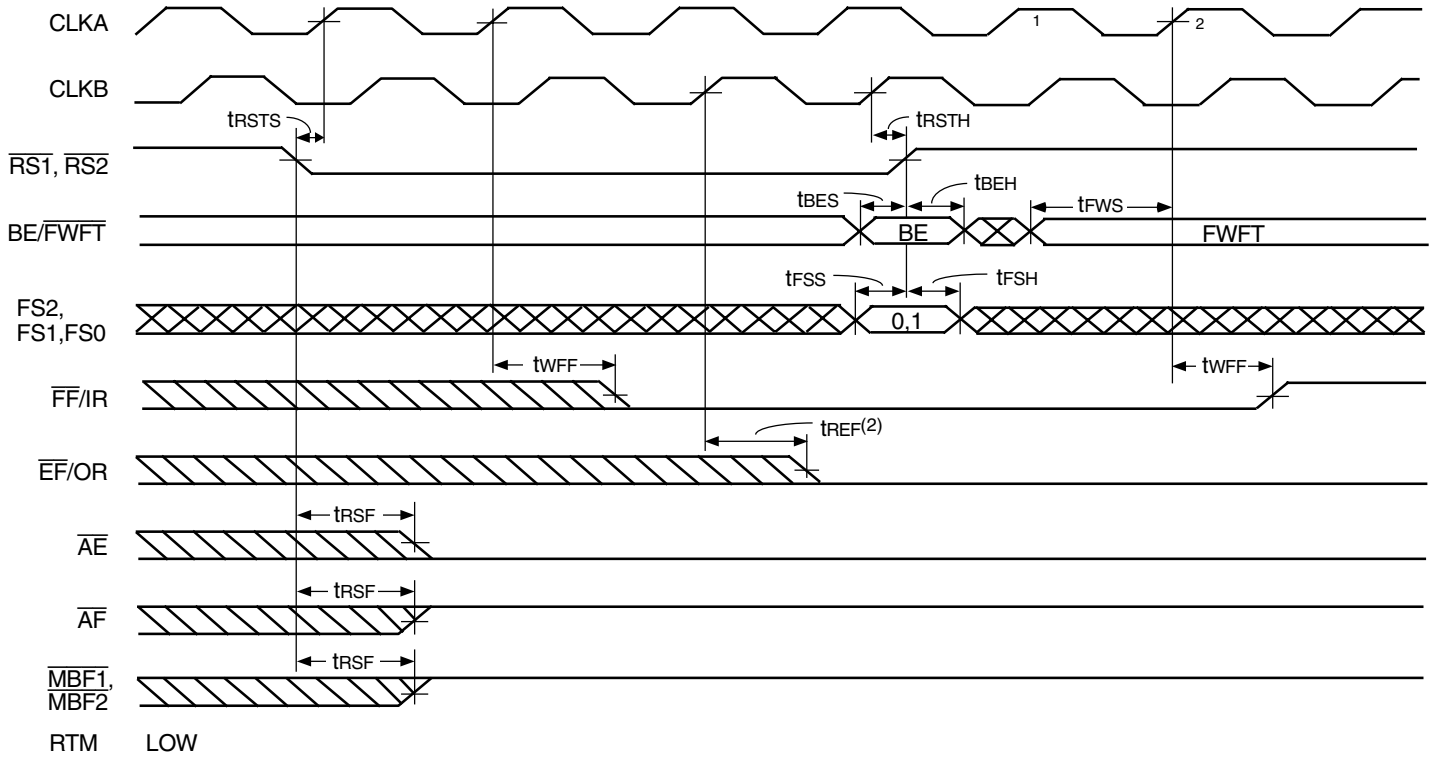 CLKA
1
2
CLKB
tRSTS
tRSTH
RS1, RS2
tBES
tBEH
tFWS
BE/FWFT
BE
FWFT
tFSS
tFSH
FS2,
FS1,FS0
0,1
tWFF
tWFF
FF/IR
tREF(2)
EF/OR
tRSF
AE
tRSF
AF
tRSF
MBF1,
MBF2
RTM LOW